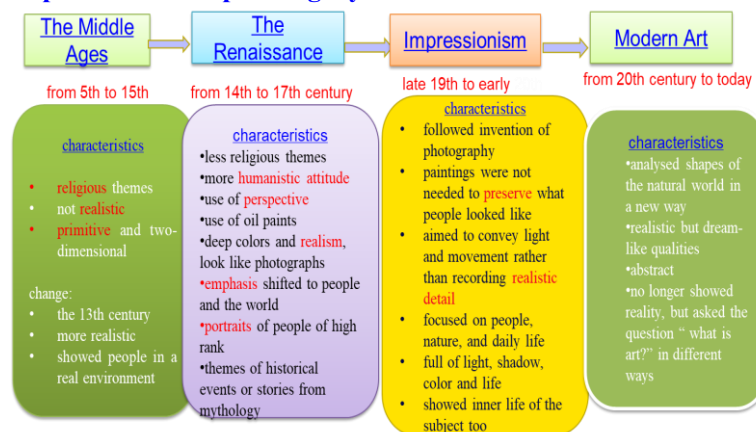 The Middle
Ages
The
Renaissance
Impressionism
Modern Art
from 5th to 15th
from 14th to 17th century
late 19th to early
from 20th century to today
characteristics
• religious themes
• not realistic
• primitive and two-
dimensional
change:
• the 13th century
• more realistic
• showed people in a
real environment
characteristics
•less religious themes
•more humanistic attitude
•use of perspective
•use of oil paints
•deep colors and realism,
look like photographs
•emphasis shifted to people
and the world
•portraits of people of high
rank
•themes of historical
events or stories from
mythology
characteristics
• followed invention of
photography
• paintings were not
needed to preserve what
people looked like
• aimed to convey light
and movement rather
than recording realistic
detail
• focused on people,
nature, and daily life
• full of light, shadow,
color and life
• showed inner life of the
subject too
characteristics
•analysed shapes of
the natural world in
a new way
•realistic but dream-
like qualities
•abstract
•no longer showed
reality, but asked the
question “ what is
art?” in different
ways